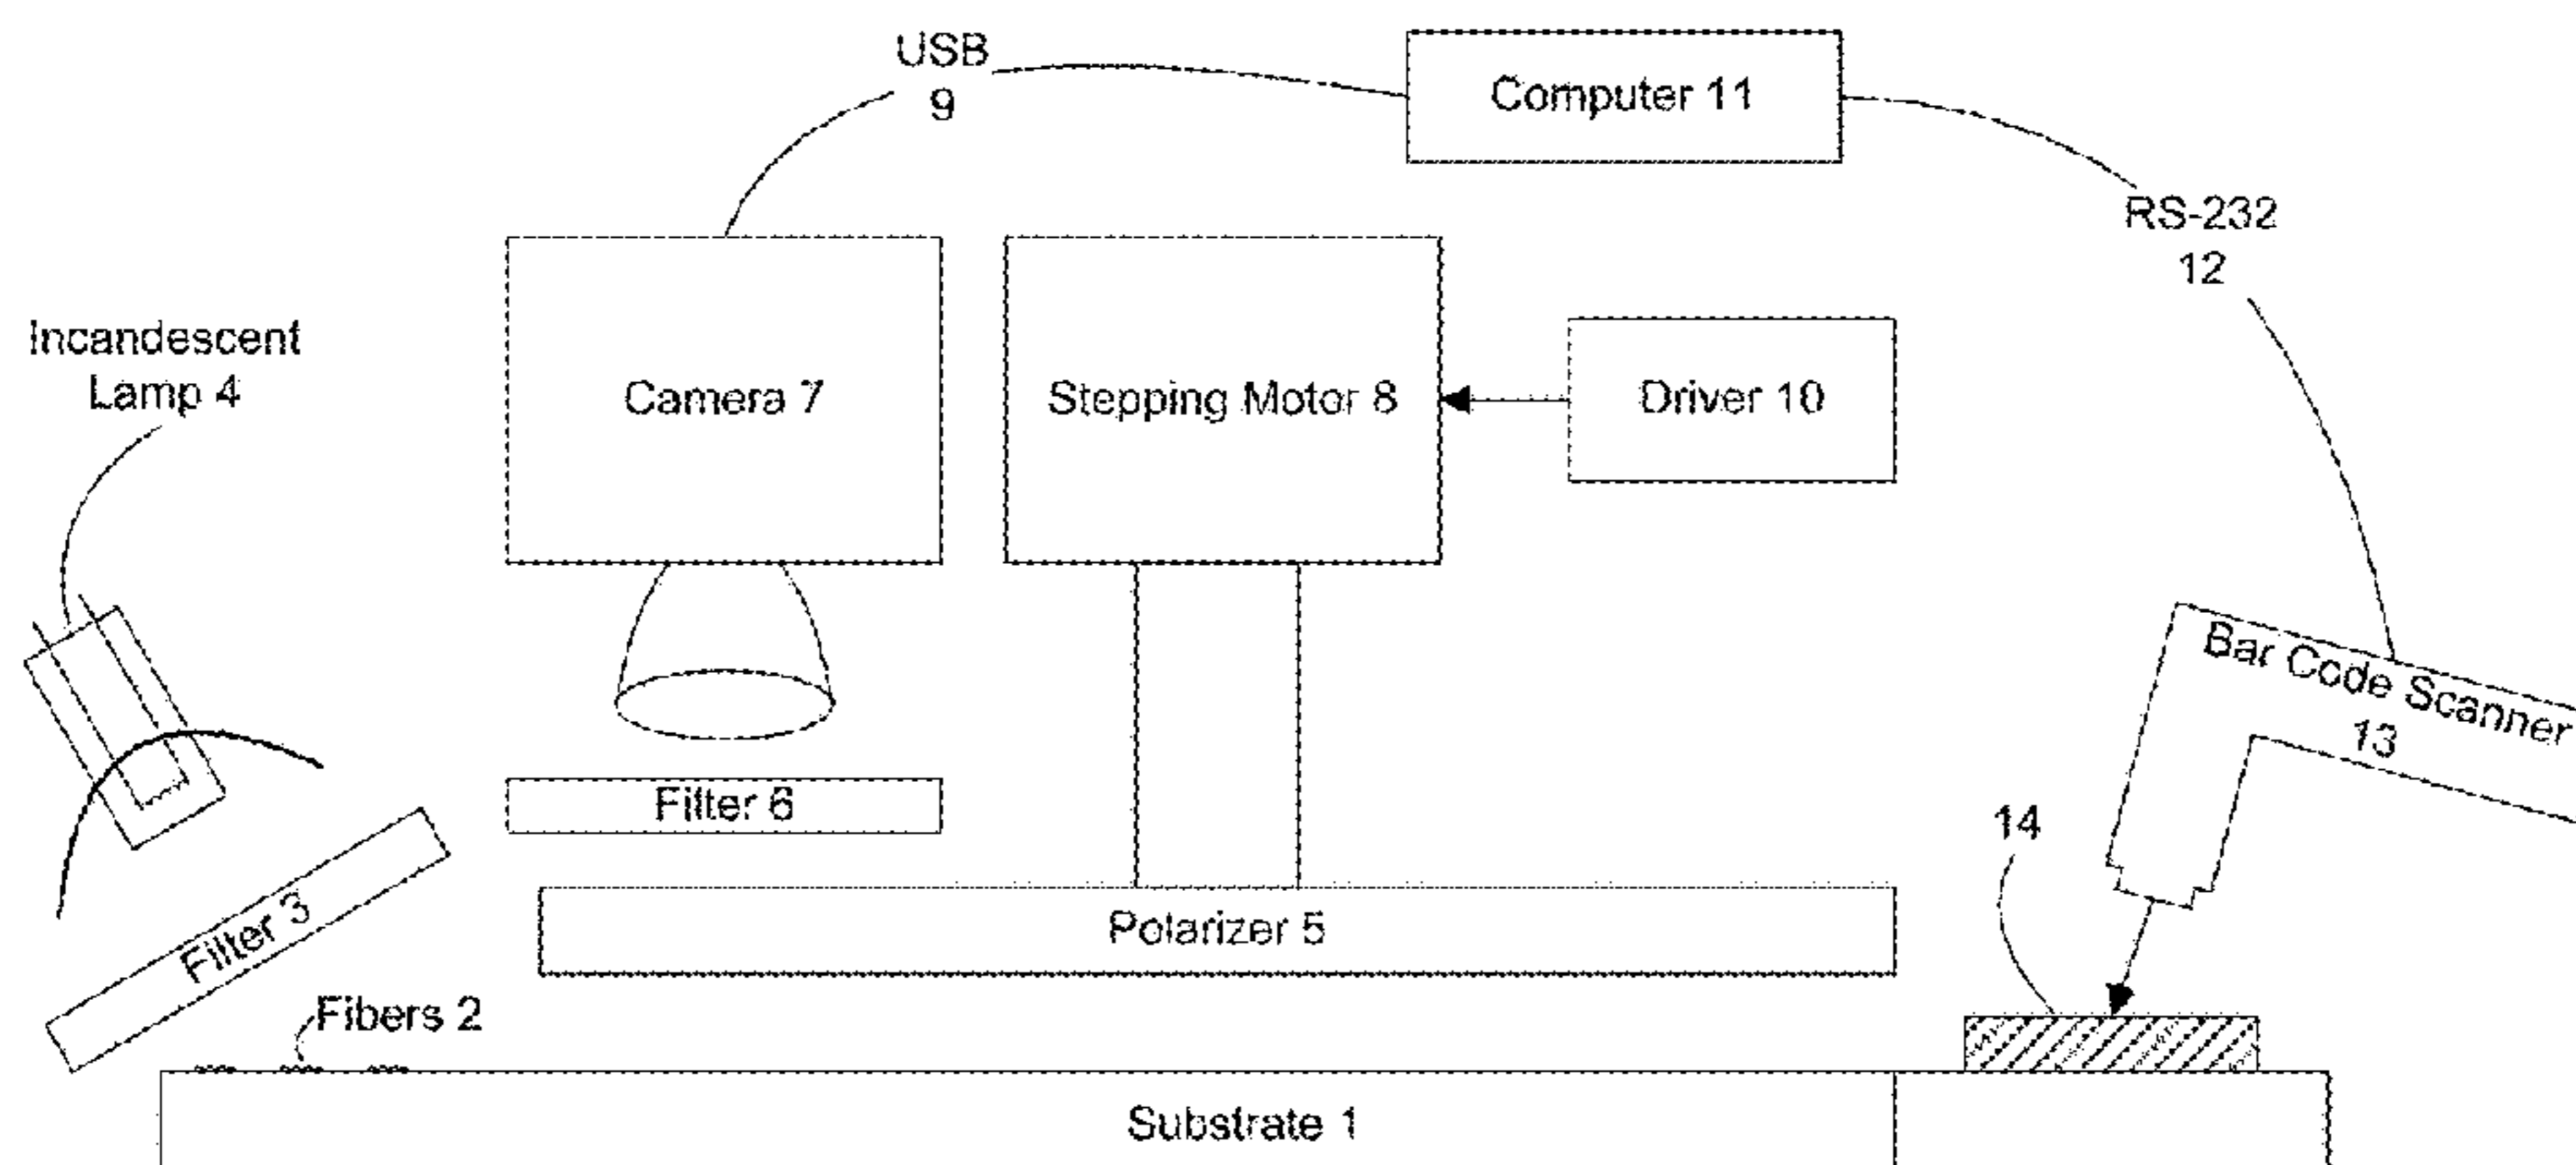 USB
9
Computer 11
RS-232
12
Incandescent
Lamp 4
Camera 7
Stepping Motor 8
Driver 10
Bar Code Scanner
13
Filter 6
14
Filter 3
Polarizer 5
Fibers 2
Substrate 1